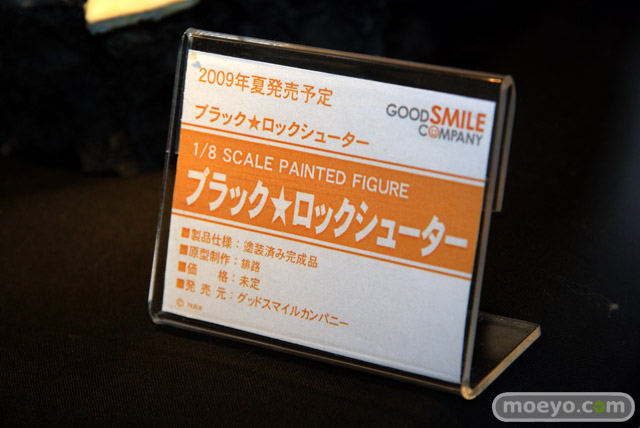 2009年夏発売予定
GOOD SMILE
COMPANY
ブラック★ロックシューター
1/8 SCALE PAINTED FIGURE
ブラック★ロックシューター
■製品仕様：塗装済み完成品
■原型制作：緋路
■価　　格：未定
■発 売 元：グッドスマイルカンパニー
© huke
moeyo.com